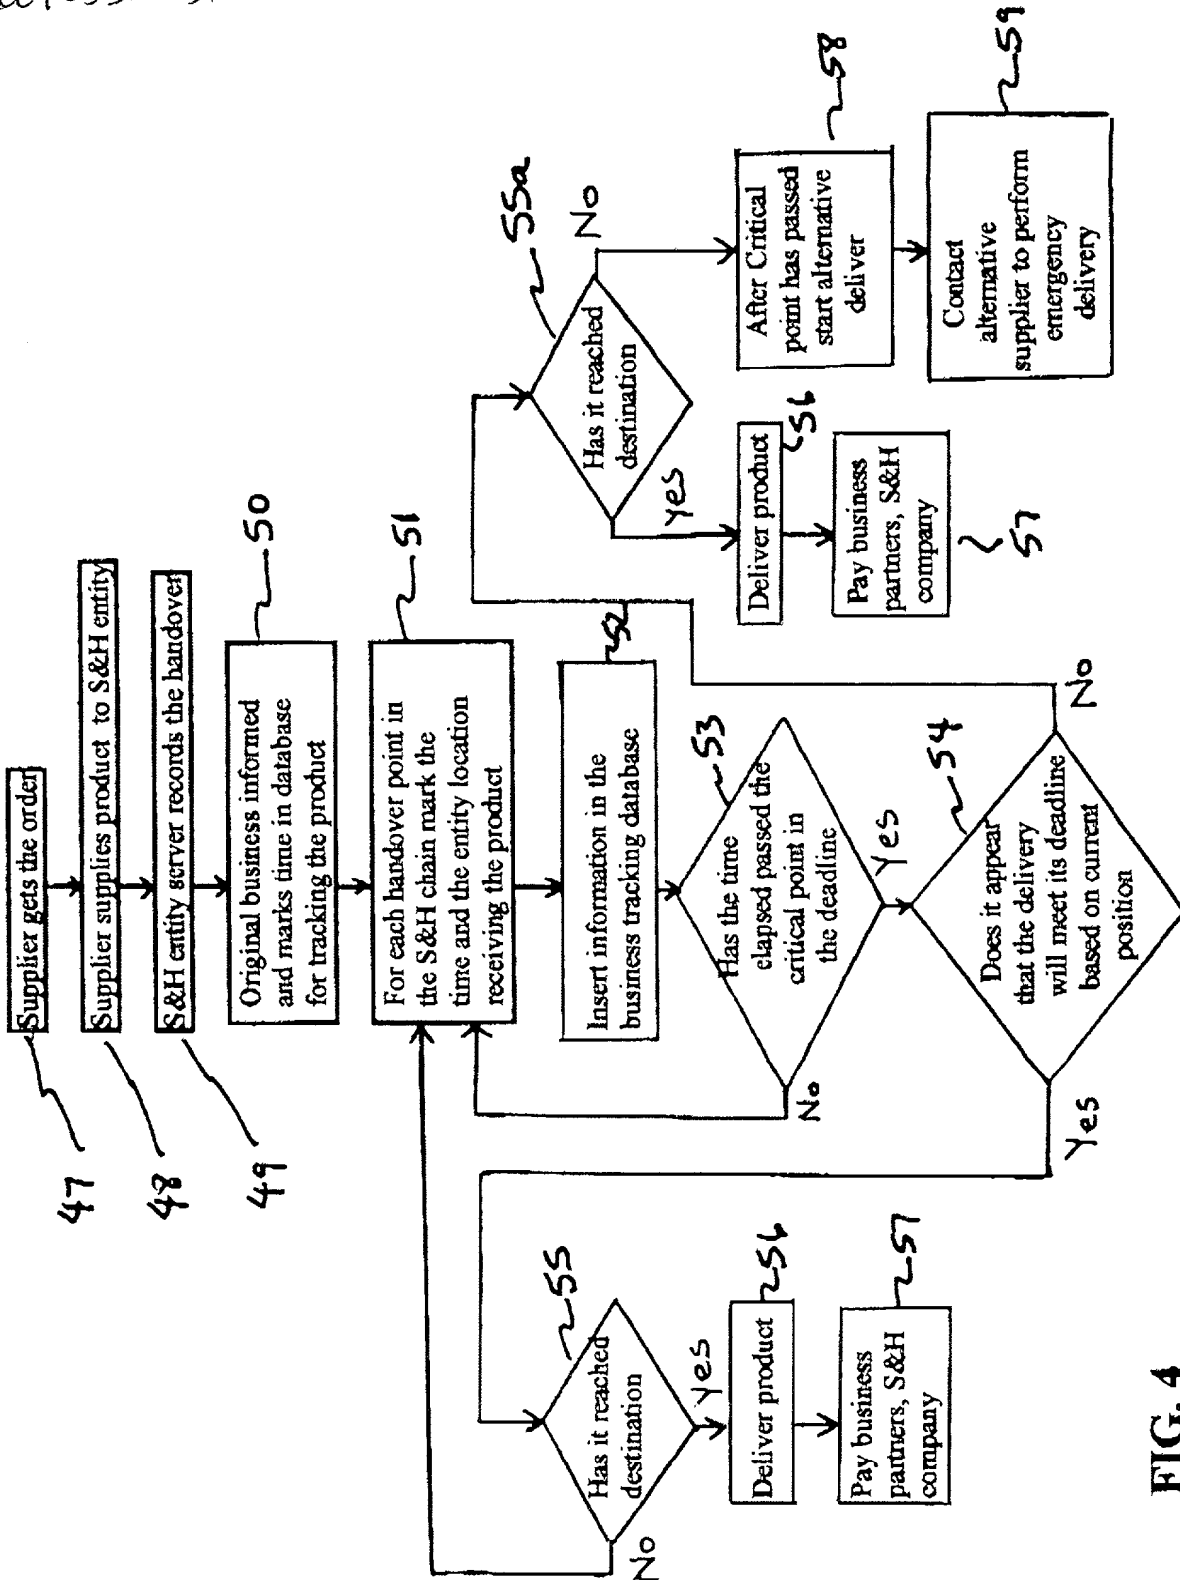 Supplier gets the order
47
Supplier supplies product to S&H entity
48
S&H entity server records the handover
49
Original business informed
and marks time in database
for tracking the product
50
For each handover point in
the S&H chain mark the
time and the entity location
receiving the product
51
Insert information in the
business tracking database
52
Has the time
elapsed passed the
critical point in
the deadline
53
No
Yes
Does it appear
that the delivery
will meet its deadline
based on current
position
54
Yes
No
Has it reached
destination
55
No
Yes
Deliver product
56
Pay business
partners, S&H
company
57
Has it reached
destination
55a
Yes
No
Deliver product
56
Pay business
partners, S&H
company
57
After Critical
point has passed
start alternative
deliver
58
Contact
alternative
supplier to perform
emergency
delivery
59
FIG. 4